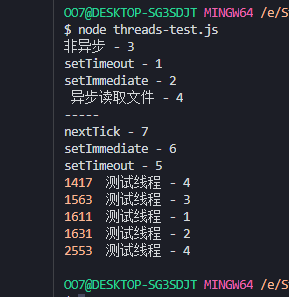 007@DESKTOP-SG3SDJT MINGW64 /e/S
$ node threads-test.js
非异步 - 3
setTimeout - 1
setImmediate - 2
异步读取文件 - 4
-----
nextTick - 7
setImmediate - 6
setTimeout - 5
1417 测试线程 - 4
1563 测试线程 - 3
1611 测试线程 - 1
1631 测试线程 - 2
2553 测试线程 - 4
007@DESKTOP-SG3SDJT MINGW64 /e/S